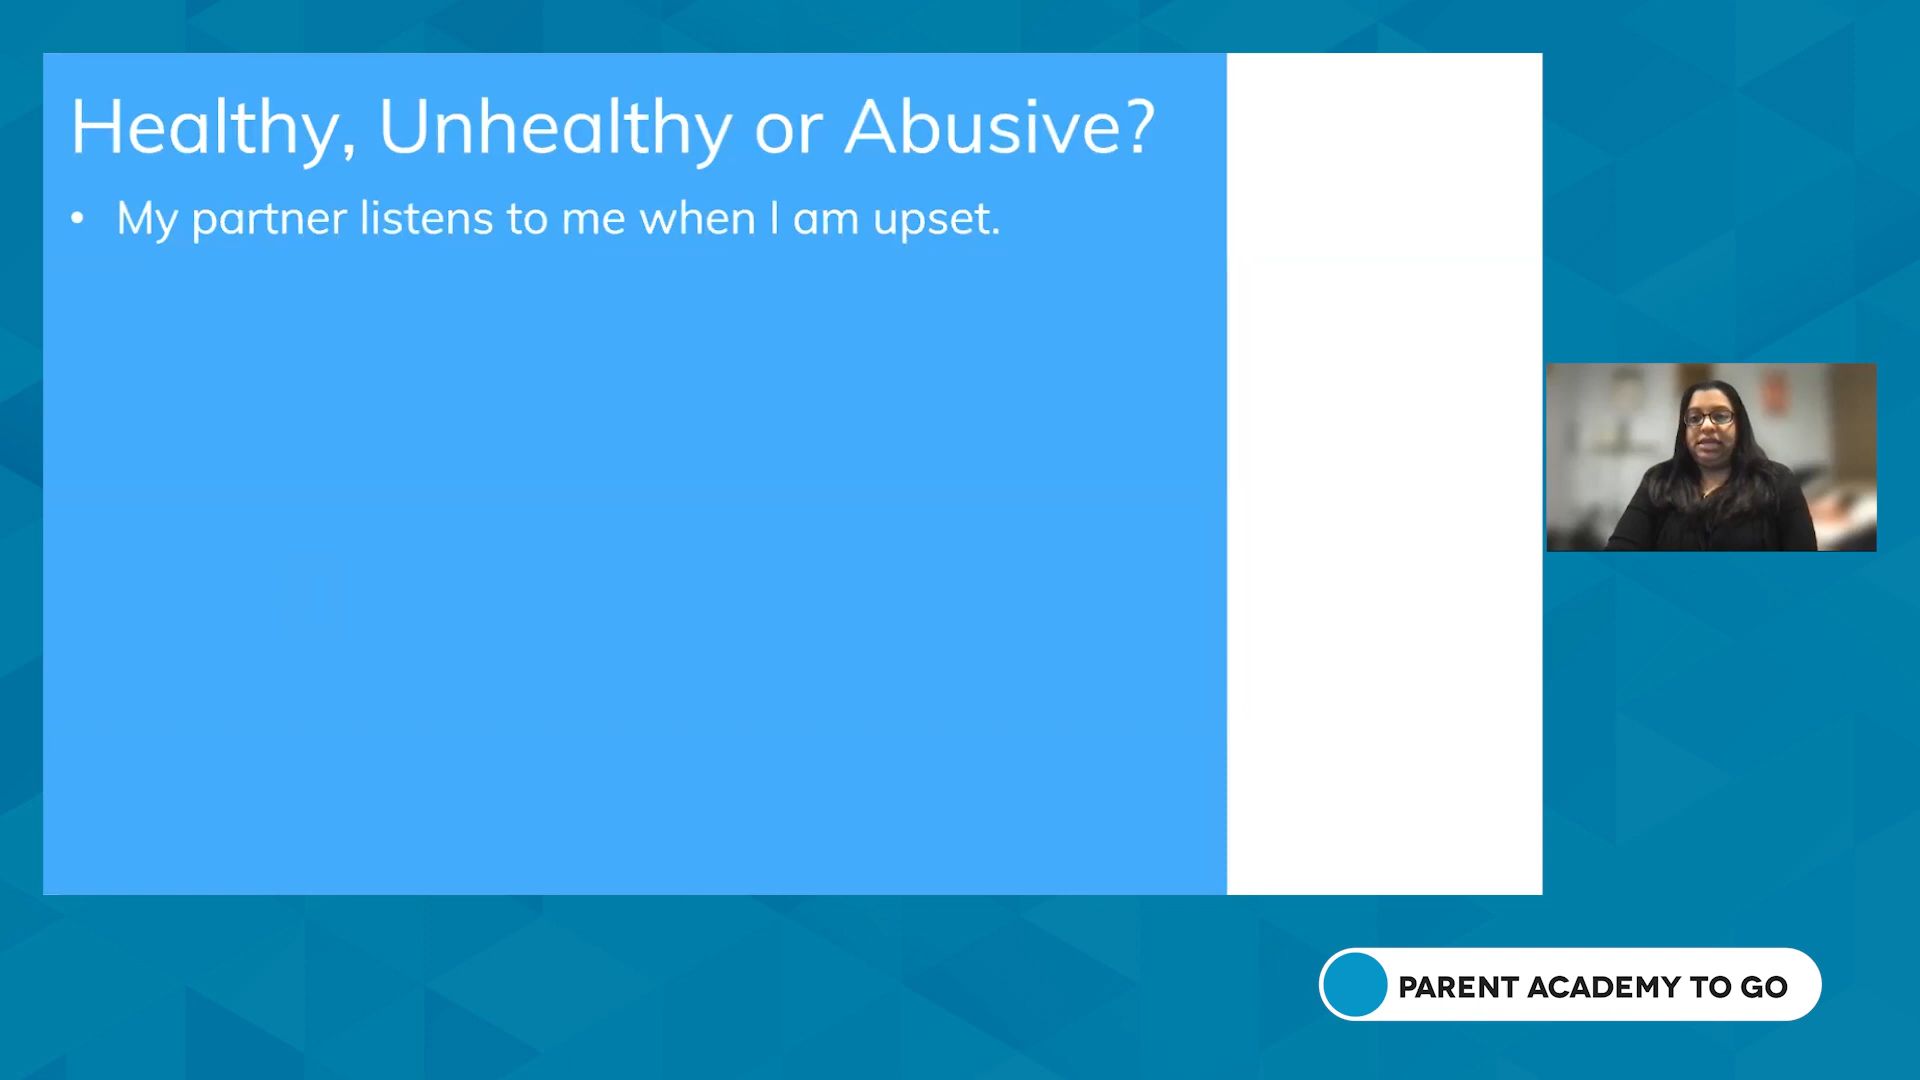 Healthy, Unhealthy or Abusive?
• My partner listens to me when I am upset.
PARENT ACADEMY TO GO